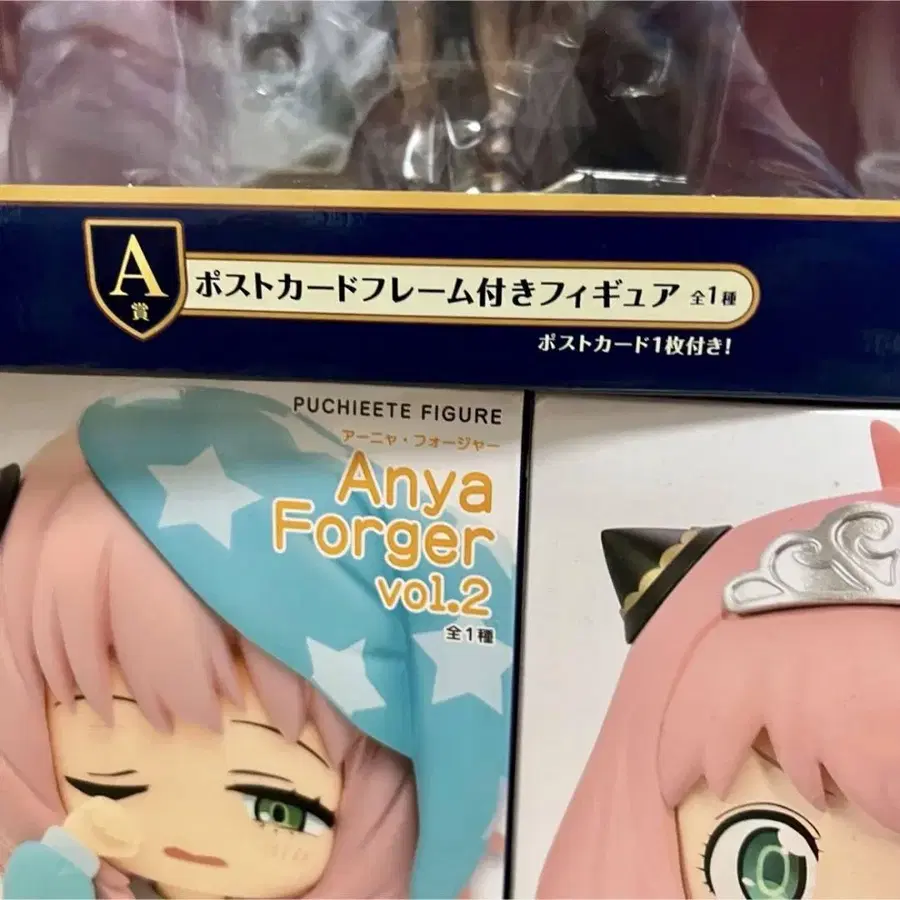 A
賞
ポストカードフレーム付きフィギュア 全1種
ポストカード1枚付き!
PUCHIEETE FIGURE
アーニャ・フォージャー
Anya
Forger
vol.2
全1種